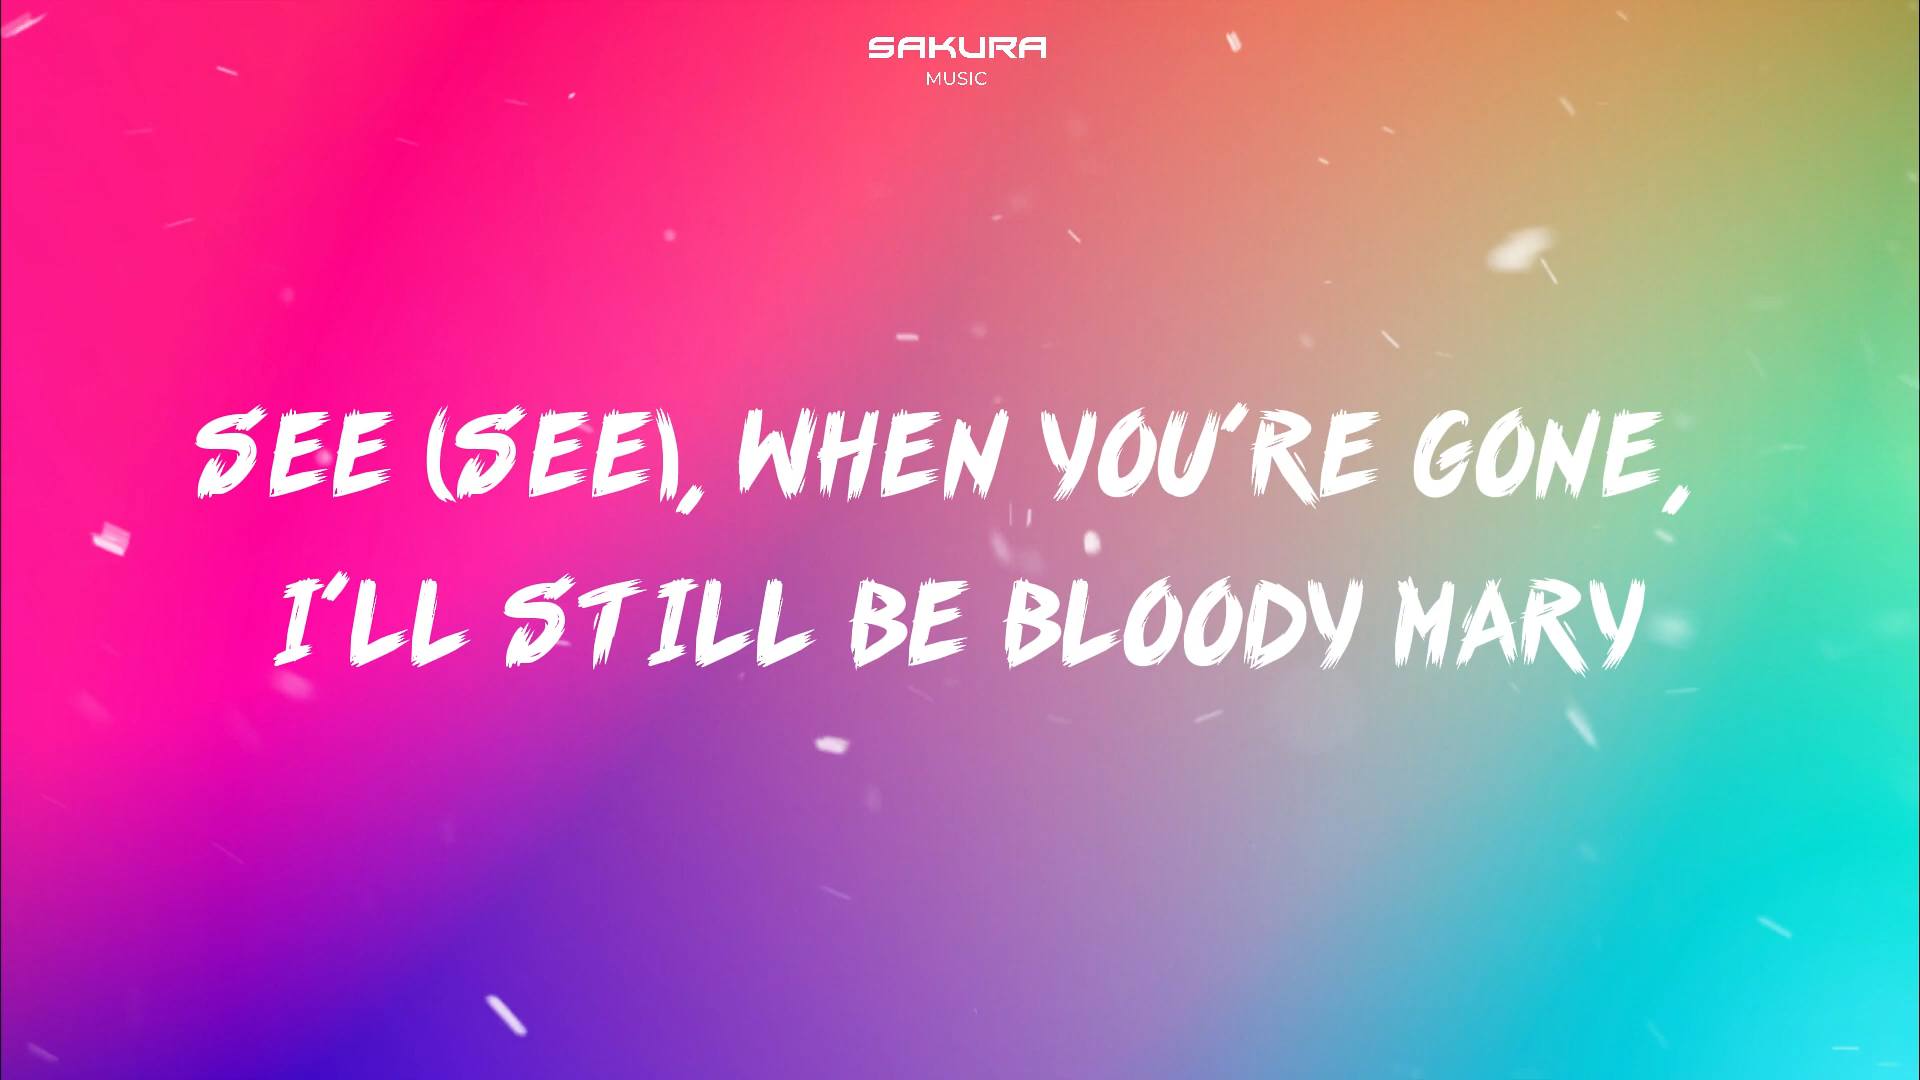 SAKURA
MUSIC
SEE (SEE), WHEN YOU'RE GONE,
I'LL STILL BE BLOODY MARY